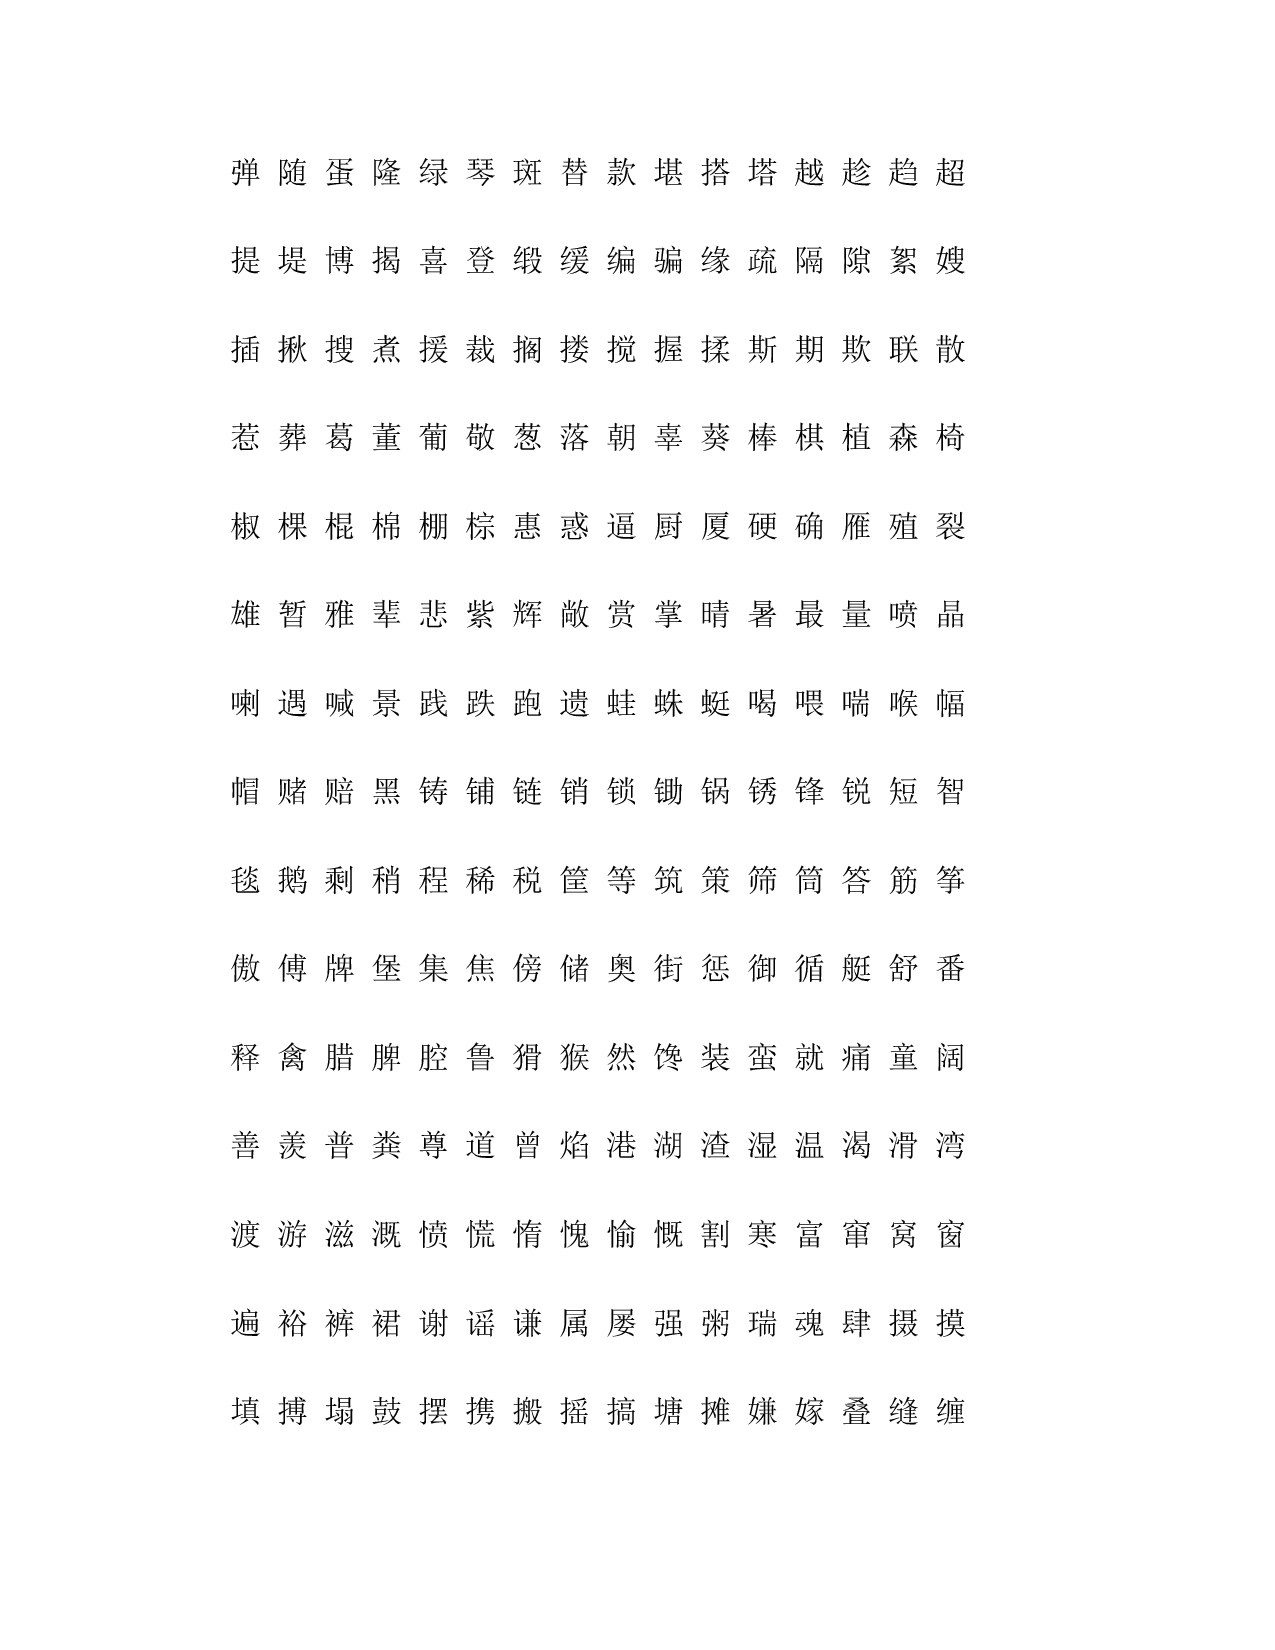 弹 随 蛋 隆 绿 琴 斑 替 款 堪 搭 塔 越 趁 趋 超
提 堤 博 揭 喜 登 缎 缓 编 骗 缘 疏 隔 隙 絮 嫂
插 揪 搜 煮 援 裁 搁 搂 搅 握 揉 斯 期 欺 联 散
惹 葬 葛 董 葡 敬 葱 落 朝 辜 葵 棒 棋 植 森 椅
椒 棵 棍 棉 棚 棕 惠 惑 逼 厨 厦 硬 确 雁 殖 裂
雄 暂 雅 辈 悲 紫 辉 敞 赏 掌 晴 暑 最 量 喷 晶
喇 遇 喊 景 践 跌 跑 遗 蛙 蛛 蜓 喝 喂 喘 喉 幅
帽 赌 赔 黑 铸 铺 链 销 锁 锄 锅 锈 锋 锐 短 智
毯 鹅 剩 稍 程 稀 税 筐 等 筑 策 筛 筒 答 筋 筝
傲 傅 牌 堡 集 焦 傍 储 奥 街 惩 御 循 艇 舒 番
释 禽 腊 脾 腔 鲁 猾 猴 然 馋 装 蛮 就 痛 童 阔
善 羡 普 粪 尊 道 曾 焰 港 湖 渣 湿 温 渴 滑 湾
渡 游 滋 溉 愤 慌 惰 愧 愉 慨 割 寒 富 窜 窝 窗
遍 裕 裤 裙 谢 谣 谦 属 屡 强 粥 瑞 魂 肆 摄 摸
填 搏 塌 鼓 摆 携 搬 摇 搞 塘 摊 嫌 嫁 叠 缝 缠